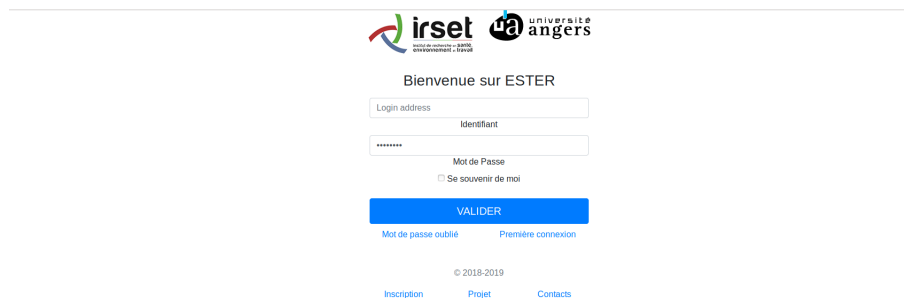 irset
institut de recherche en santé,
environnement et travail
université
angers
Bienvenue sur ESTER
Login address
Identifiant
••••••••
Mot de Passe
Se souvenir de moi
VALIDER
Mot de passe oublié Première connexion
© 2018-2019
Inscription Projet Contacts